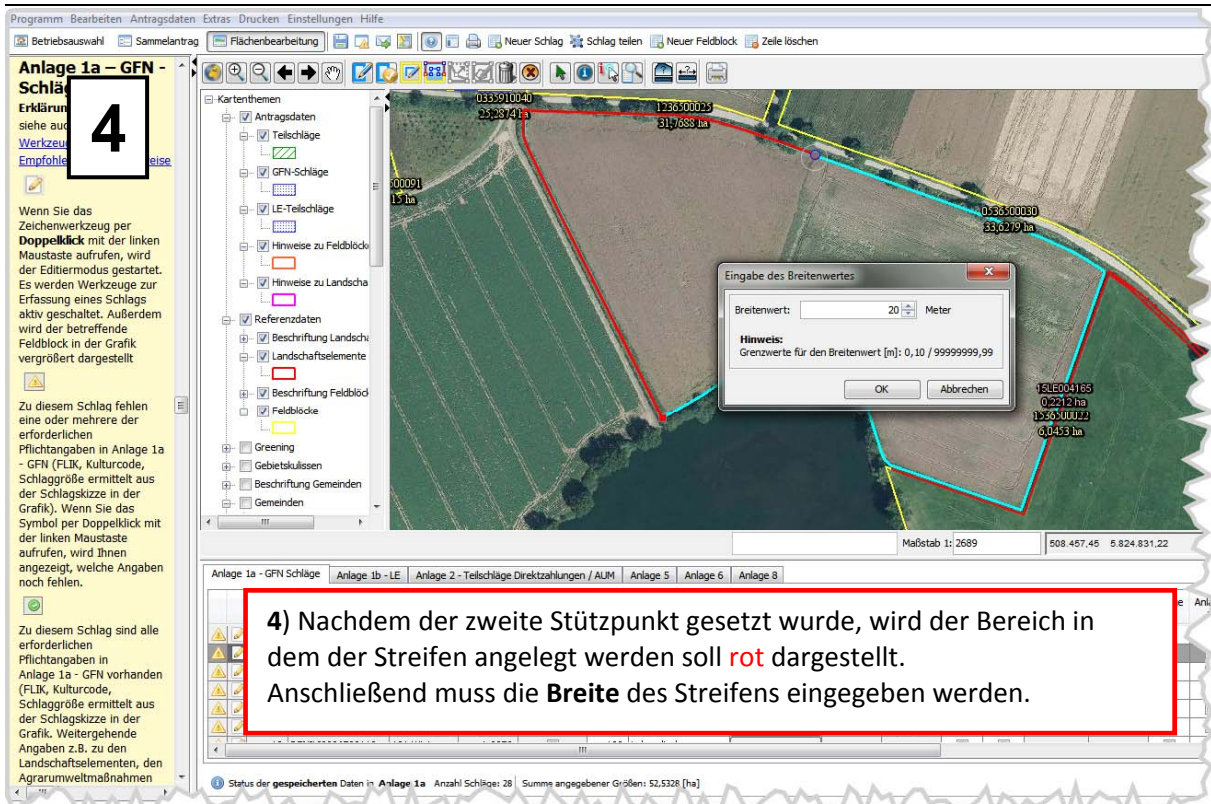 Programm Bearbeiten Antragsdaten Extras Drucken Einstellungen Hilfe
Betriebsauswahl Sammelantrag Flächenbearbeitung Neuer Schlag Schlag teilen Neuer Feldblock Zeile löschen
Anlage 1a – GFN -
4
siehe
Wenn Sie das
Zeichenwerkzeug per
Doppelklick mit der linken
Maustaste aufrufen, wird
der Editiermodus gestartet.
Es werden Werkzeuge zur
Erfassung eines Schlags
aktiv geschaltet. Außerdem
wird der betreffende
Feldblock in der Grafik
vergrößert dargestellt
Zu diesem Schlag fehlen
eine oder mehrere der
erforderlichen
Pflichtangaben in Anlage 1a
- GFN (FLIK, Kulturcode,
Schlaggröße ermittelt aus
der Schlagskizze in der
Grafik). Wenn Sie das
Symbol per Doppelklick mit
der linken Maustaste
aufrufen, wird Ihnen
angezeigt, welche Angaben
noch fehlen.
Zu diesem Schlag sind alle
erforderlichen
Pflichtangaben in
Anlage 1a - GFN vorhanden
(FLIK, Kulturcode,
Schlaggröße ermittelt aus
der Schlagskizze in der
Grafik. Weitergehende
Angaben z.B. zu den
Landschaftselementen, den
Agrarumweltmaßnahmen
Kartenthemen
Antragsdaten
Teilschläge
GFN-Schläge
LE-Teilschläge
Hinweise zu Feldblöck
Hinweise zu Landscha
Referenzdaten
Beschriftung Landscha
Landschaftselemente
Beschriftung Feldblöck
Feldblöcke
Greening
Gebietskulissen
Beschriftung Gemeinden
Gemeinden
0335910040
25,2874 ha
1236500025
31,7688 ha
500091
15 ha
0536500030
33,6279 ha
15LE004165
0,2212 ha
1536500022
6,0453 ha
Eingabe des Breitenwertes
Breitenwert: 20 Meter
Hinweis:
Grenzwerte für den Breitenwert [m]: 0,10 / 99999999,99
OK Abbrechen
Maßstab 1: 2689 508.457,45 5.824.831,22
Anlage 1a - GFN Schläge Anlage 1b - LE Anlage 2 - Teilschläge Direktzahlungen / AUM Anlage 5 Anlage 6 Anlage 8
4) Nachdem der zweite Stützpunkt gesetzt wurde, wird der Bereich in
dem der Streifen angelegt werden soll rot dargestellt.
Anschließend muss die Breite des Streifens eingegeben werden.
Status der gespeicherten Daten in Anlage 1a Anzahl Schläge: 28 Summe angegebener Größen: 52,5328 [ha]